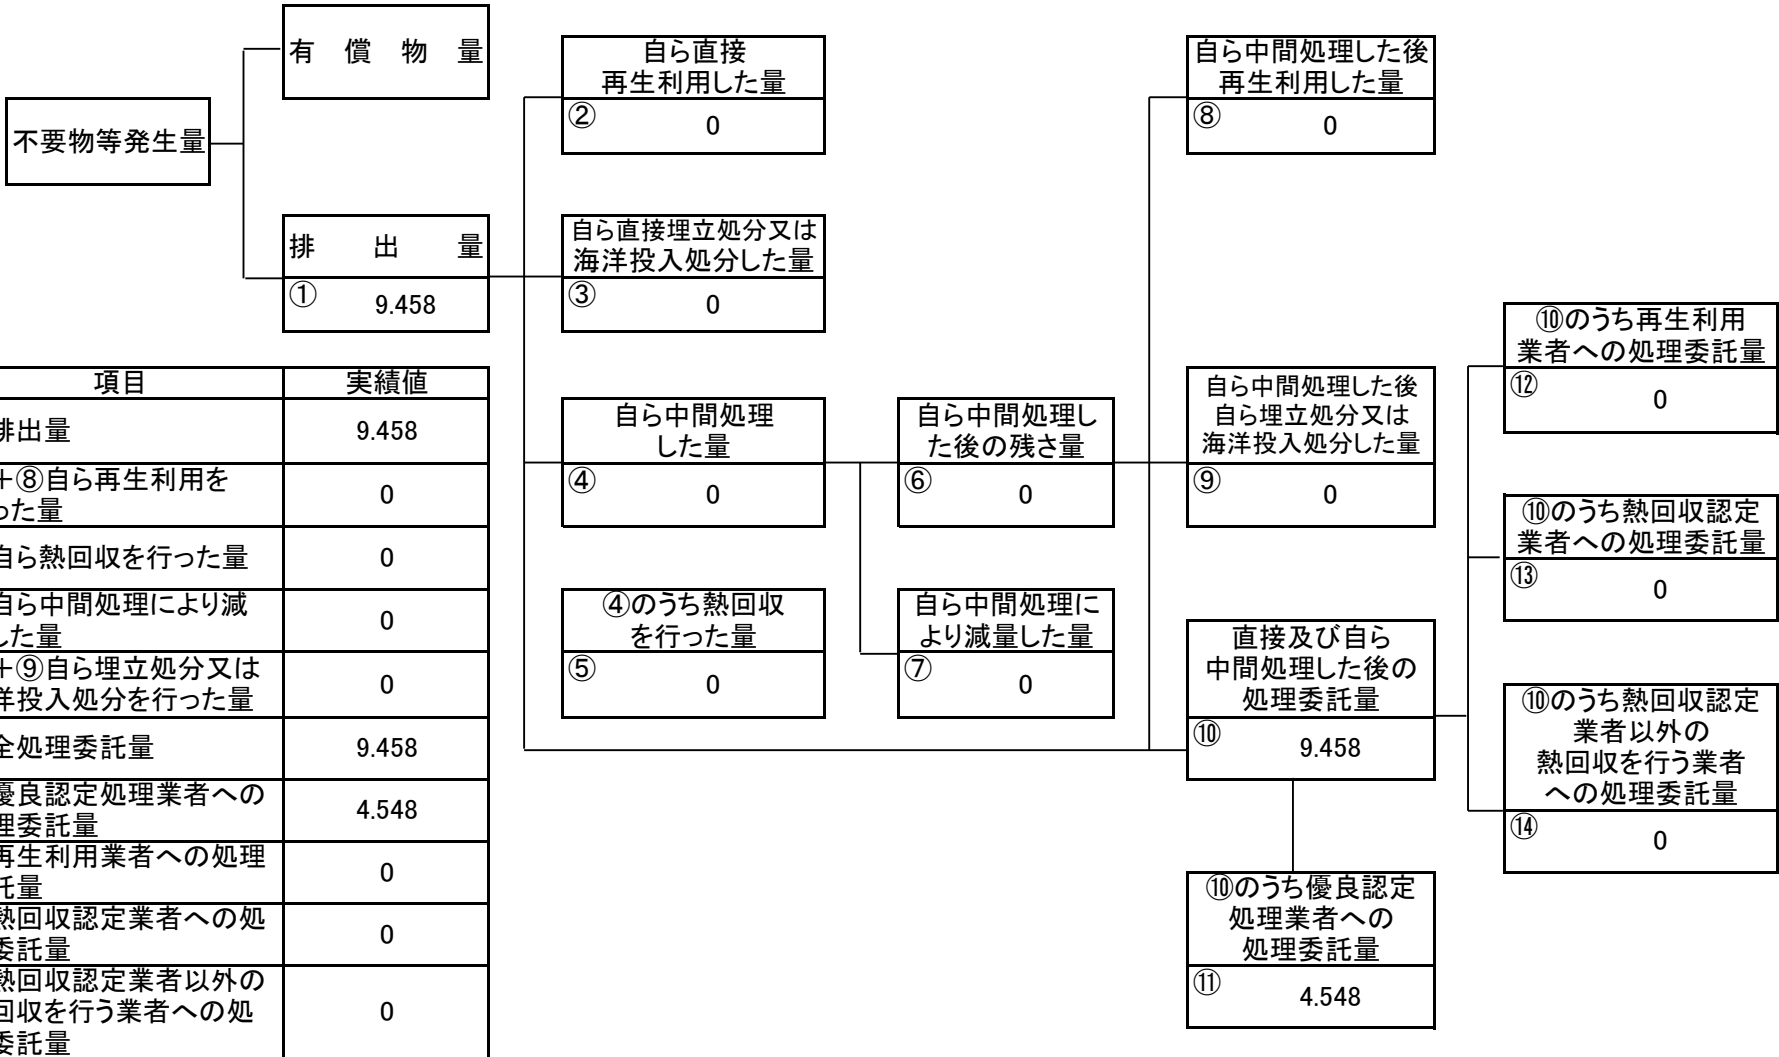 有 償 物 量
不要物等発生量
排 出 量
① 9.458
自ら直接
再生利用した量
② 0
自ら直接埋立処分又は
海洋投入処分した量
③ 0
自ら中間処理
した量
④ 0
④のうち熱回収
を行った量
⑤ 0
自ら中間処理し
た後の残さ量
⑥ 0
自ら中間処理に
より減量した量
⑦ 0
自ら中間処理した後
再生利用した量
⑧ 0
自ら中間処理した後
自ら埋立処分又は
海洋投入処分した量
⑨ 0
直接及び自ら
中間処理した後の
処理委託量
⑩ 9.458
⑩のうち優良認定
処理業者への
処理委託量
⑪ 4.548
⑩のうち再生利用
業者への処理委託量
⑫ 0
⑩のうち熱回収認定
業者への処理委託量
⑬ 0
⑩のうち熱回収認定
業者以外の
熱回収を行う業者
への処理委託量
⑭ 0
項目 実績値
排出量 9.458
+⑧自ら再生利用を
った量 0
自ら熱回収を行った量 0
自ら中間処理により減
した量 0
+⑨自ら埋立処分又は
洋投入処分を行った量 0
全処理委託量 9.458
優良認定処理業者への
理委託量 4.548
再生利用業者への処理
託量 0
熱回収認定業者への処
委託量 0
熱回収認定業者以外の
回収を行う業者への処
委託量 0